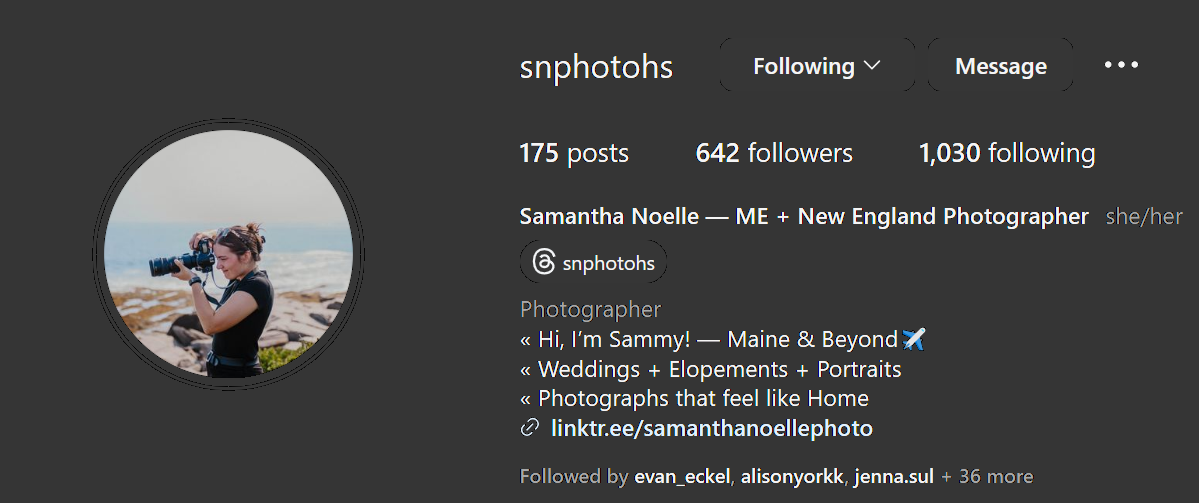 snphotohs Following Message
175 posts 642 followers 1,030 following
Samantha Noelle — ME + New England Photographer she/her
snphotohs
Photographer
« Hi, I’m Sammy! — Maine & Beyond✈️
« Weddings + Elopements + Portraits
« Photographs that feel like Home
linktr.ee/samanthanoellephoto
Followed by evan_eckel, alisonyorkk, jenna.sul + 36 more